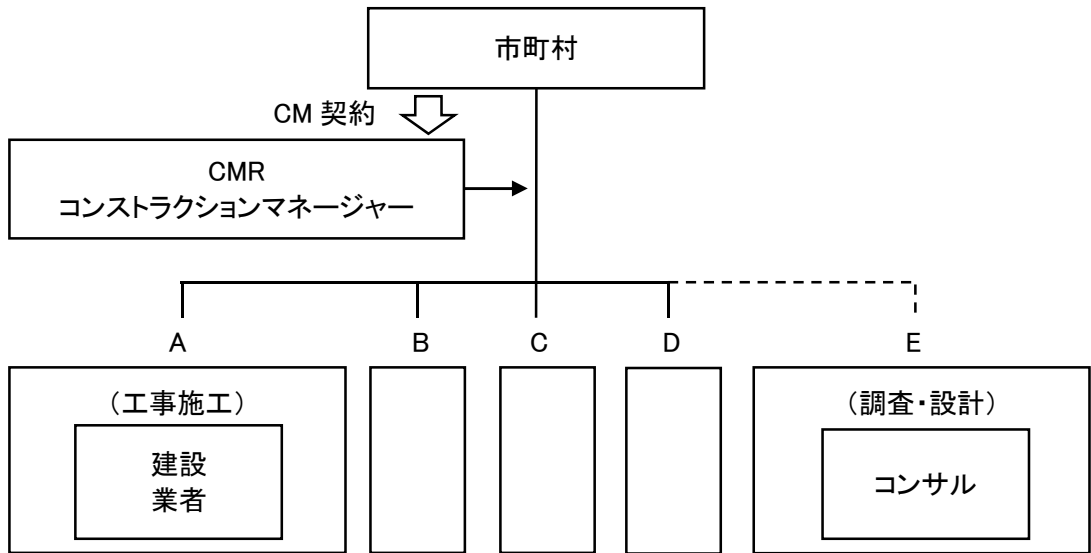 市町村
CM 契約
CMR
コンストラクションマネージャー
A
B
C
D
E
（工事施工）
建設
業者
（調査・設計）
コンサル